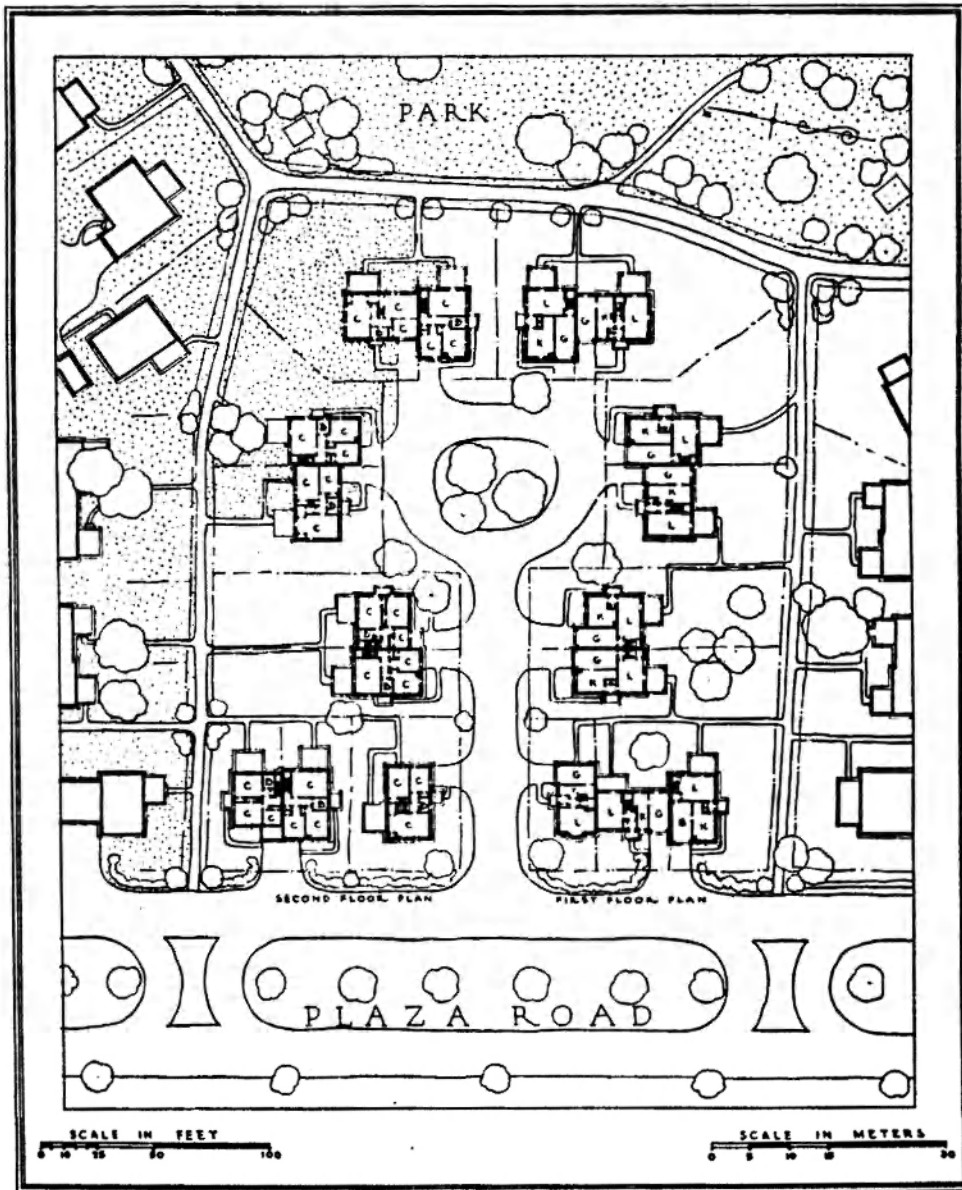 PARK
SECOND FLOOR PLAN
FIRST FLOOR PLAN
PLAZA ROAD
SCALE IN FEET
0 10 25 50 100
SCALE IN METERS
0 5 10 15 30